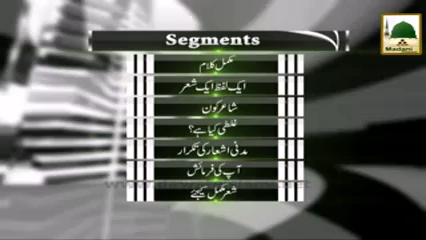 Segments
Madani
مکمل کلام
ایک لفظ ایک شعر
شاعر کون
غلطی کیا ہے؟
مدنی اشعار کی تکرار
آپ کی فرمائش
شعر مکمل کیجئے